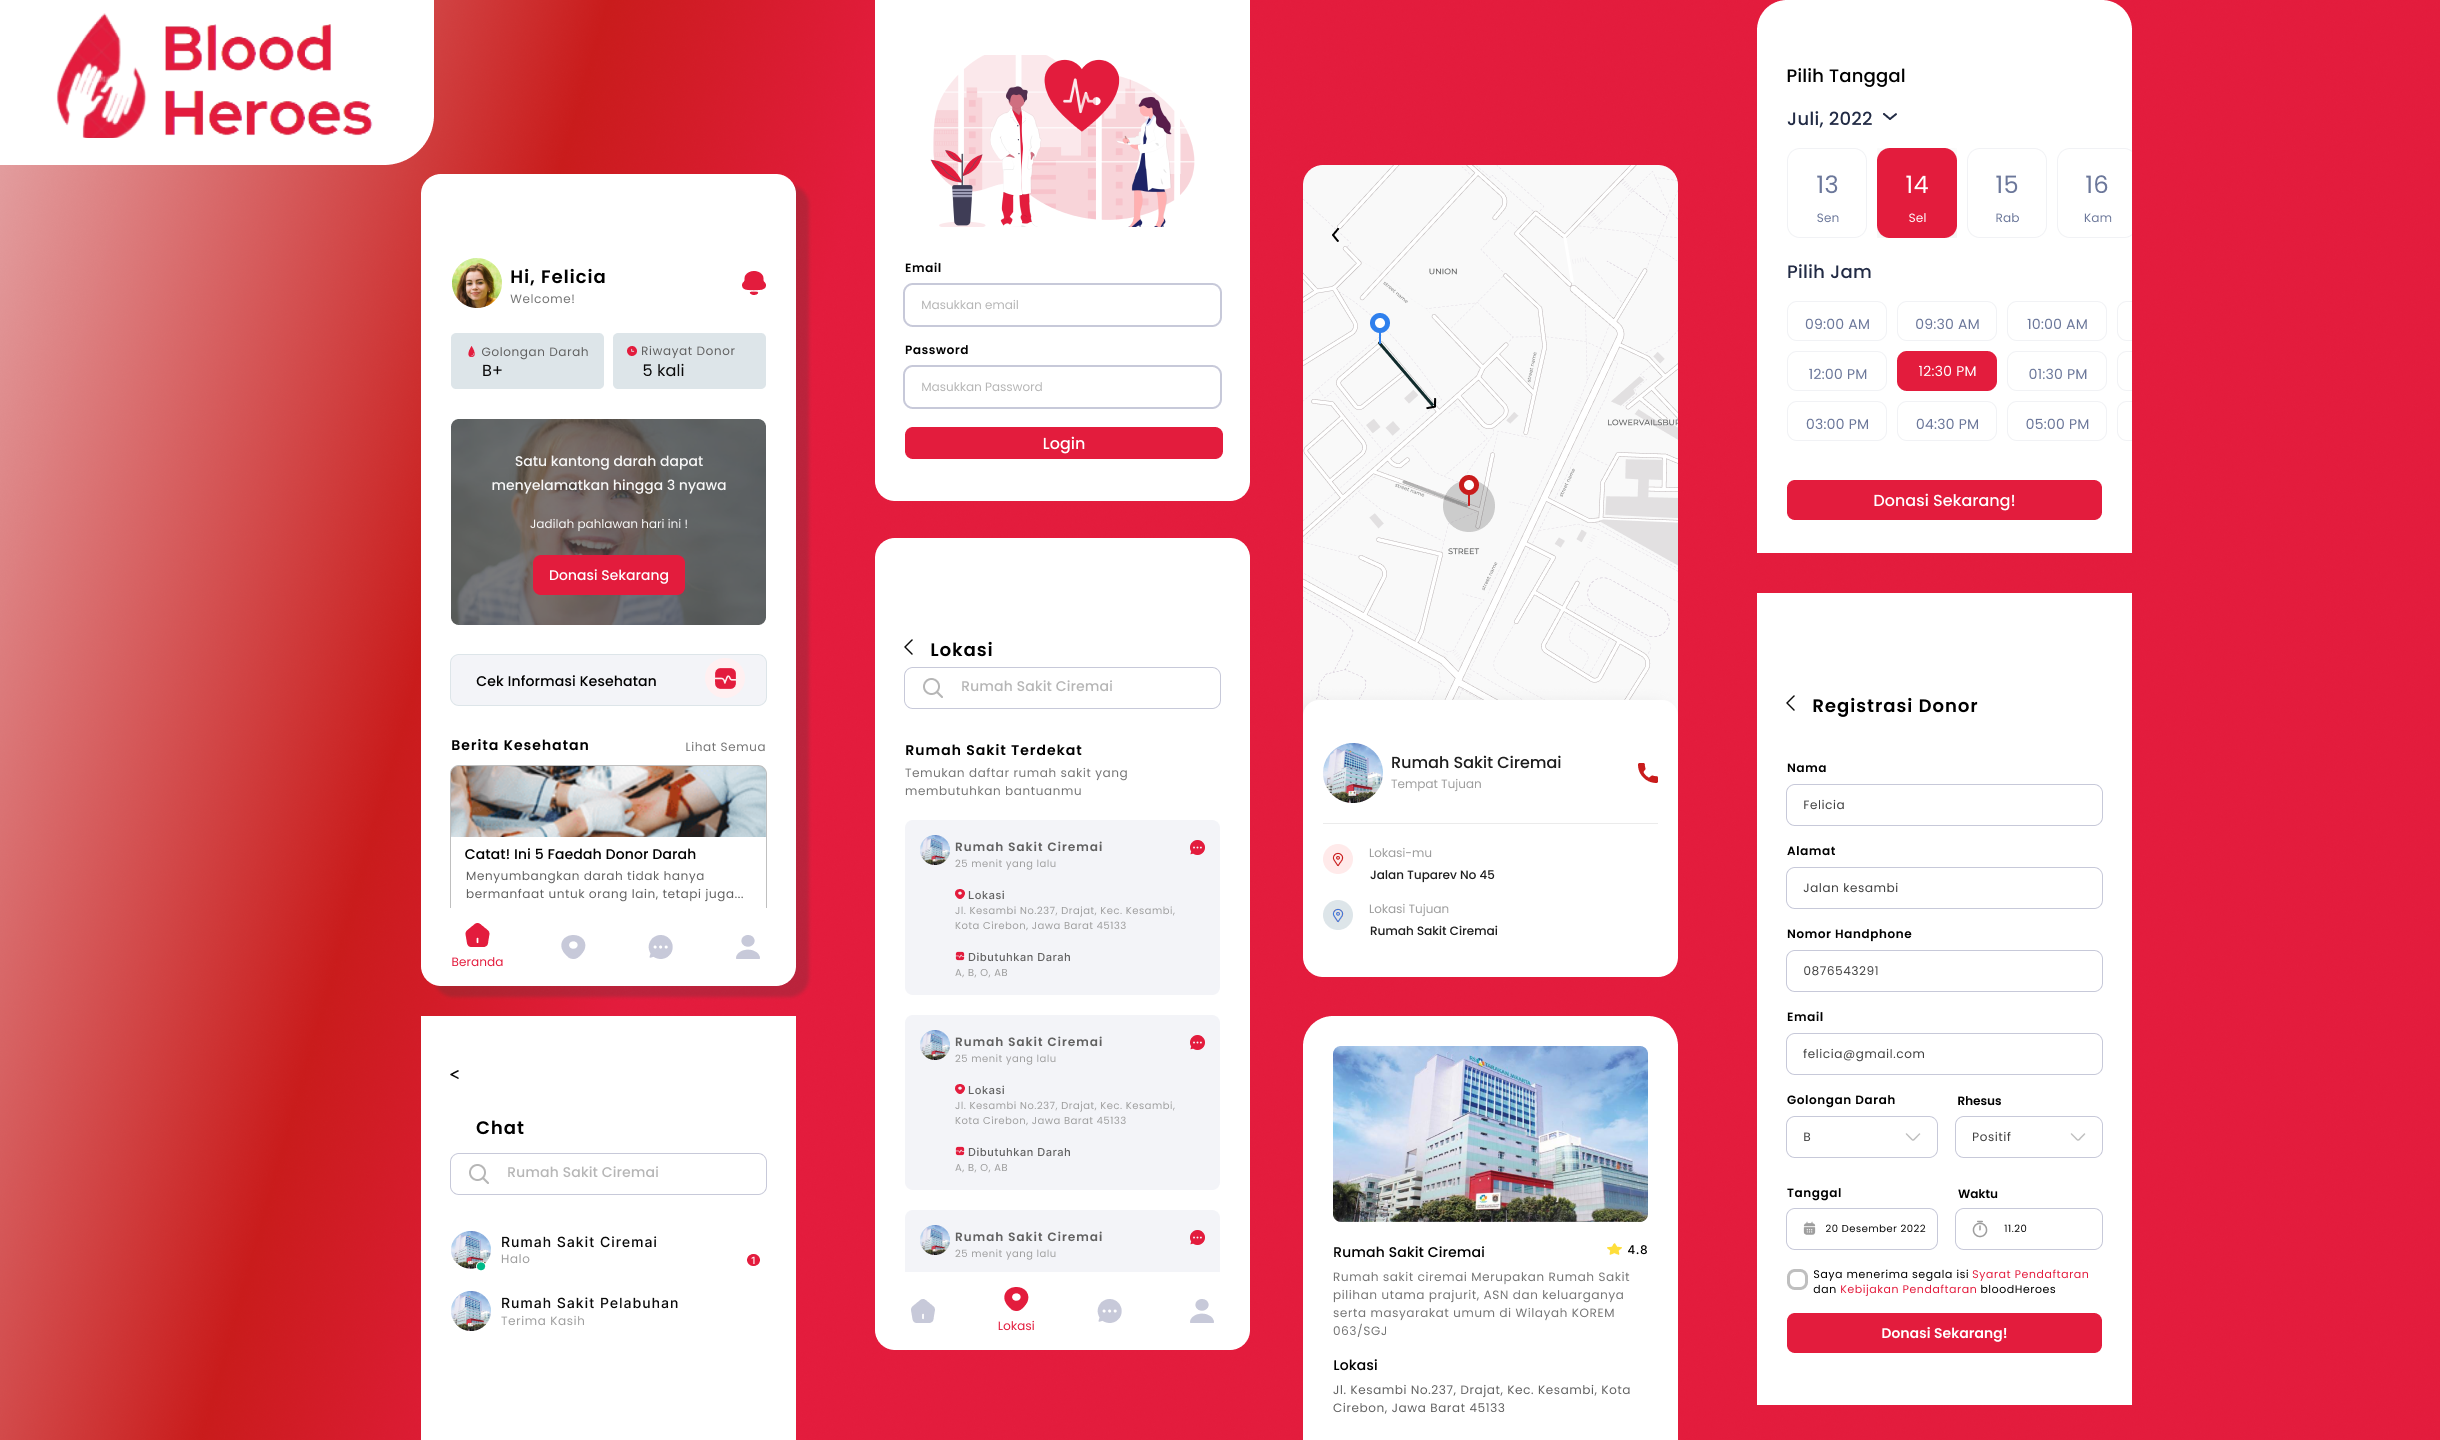 Blood
Heroes
Hi, Felicia
Welcome!
Golongan Darah
B+
Riwayat Donor
5 kali
Satu kantong darah dapat
menyelamatkan hingga 3 nyawa
Jadilah pahlawan hari ini !
Donasi Sekarang
Cek Informasi Kesehatan
Berita Kesehatan
Lihat Semua
Catat! Ini 5 Faedah Donor Darah
Menyumbangkan darah tidak hanya
bermanfaat untuk orang lain, tetapi juga...
Beranda
<
Chat
Rumah Sakit Ciremai
Rumah Sakit Ciremai
Halo
1
Rumah Sakit Pelabuhan
Terima Kasih
Email
Masukkan email
Password
Masukkan Password
Login
Lokasi
Rumah Sakit Ciremai
Rumah Sakit Terdekat
Temukan daftar rumah sakit yang
membutuhkan bantuanmu
Rumah Sakit Ciremai
25 menit yang lalu
Lokasi
Jl. Kesambi No.237, Drajat, Kec. Kesambi,
Kota Cirebon, Jawa Barat 45133
Dibutuhkan Darah
A, B, O, AB
Rumah Sakit Ciremai
25 menit yang lalu
Lokasi
Jl. Kesambi No.237, Drajat, Kec. Kesambi,
Kota Cirebon, Jawa Barat 45133
Dibutuhkan Darah
A, B, O, AB
Rumah Sakit Ciremai
25 menit yang lalu
Lokasi
UNION
street name
street name
LOWERVAILSBUR
street name
street name
STREET
street name
Rumah Sakit Ciremai
Tempat Tujuan
Lokasi-mu
Jalan Tuparev No 45
Lokasi Tujuan
Rumah Sakit Ciremai
Rumah Sakit Ciremai
4.8
Rumah sakit ciremai Merupakan Rumah Sakit
pilihan utama prajurit, ASN dan keluarganya
serta masyarakat umum di Wilayah KOREM
063/SGJ
Lokasi
Jl. Kesambi No.237, Drajat, Kec. Kesambi, Kota
Cirebon, Jawa Barat 45133
Pilih Tanggal
Juli, 2022
13 14 15 16
Sen Sel Rab Kam
Pilih Jam
09:00 AM 09:30 AM 10:00 AM
12:00 PM 12:30 PM 01:30 PM
03:00 PM 04:30 PM 05:00 PM
Donasi Sekarang!
Registrasi Donor
Nama
Felicia
Alamat
Jalan kesambi
Nomor Handphone
0876543291
Email
felicia@gmail.com
Golongan Darah Rhesus
B Positif
Tanggal Waktu
20 Desember 2022 11.20
Saya menerima segala isi Syarat Pendaftaran
dan Kebijakan Pendaftaran bloodHeroes
Donasi Sekarang!